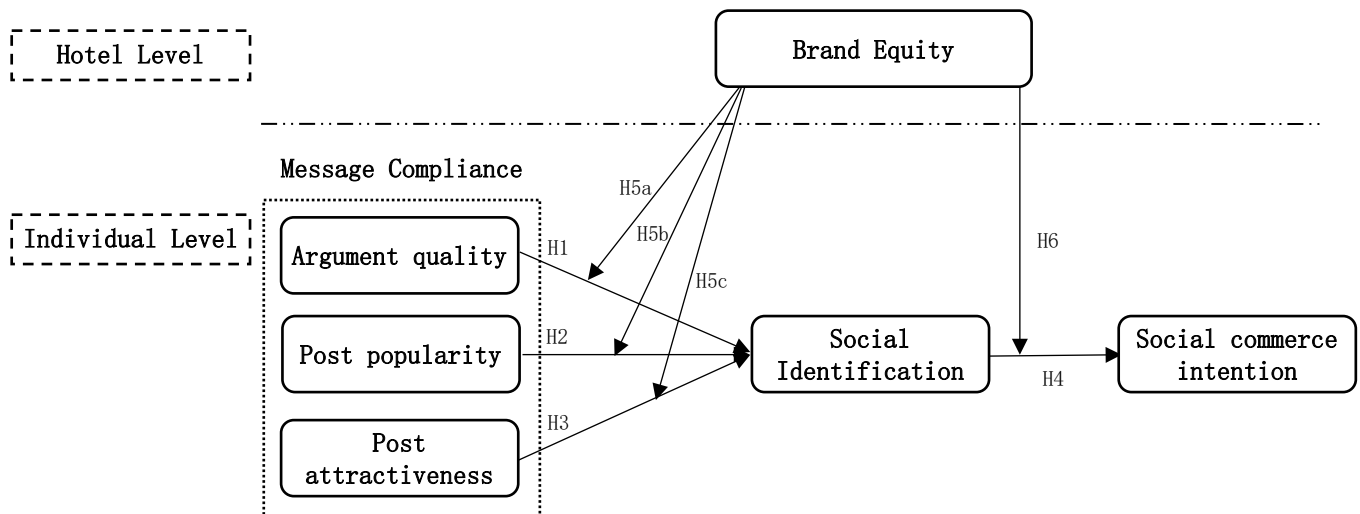 Hotel Level
Brand Equity
Message Compliance
H5a
Individual Level
Argument quality
H1
H5b
H6
H5c
Post popularity
H2
Social
Identification
H4
Social commerce
intention
H3
Post
attractiveness